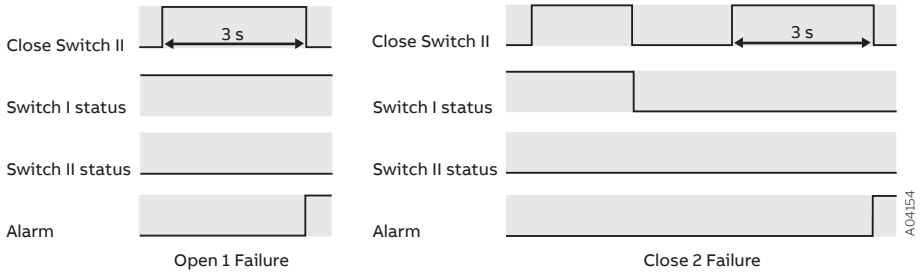 Close Switch II
3 s
Switch I status
Switch II status
Alarm
Open 1 Failure
Close Switch II
3 s
Switch I status
Switch II status
Alarm
Close 2 Failure
A04154